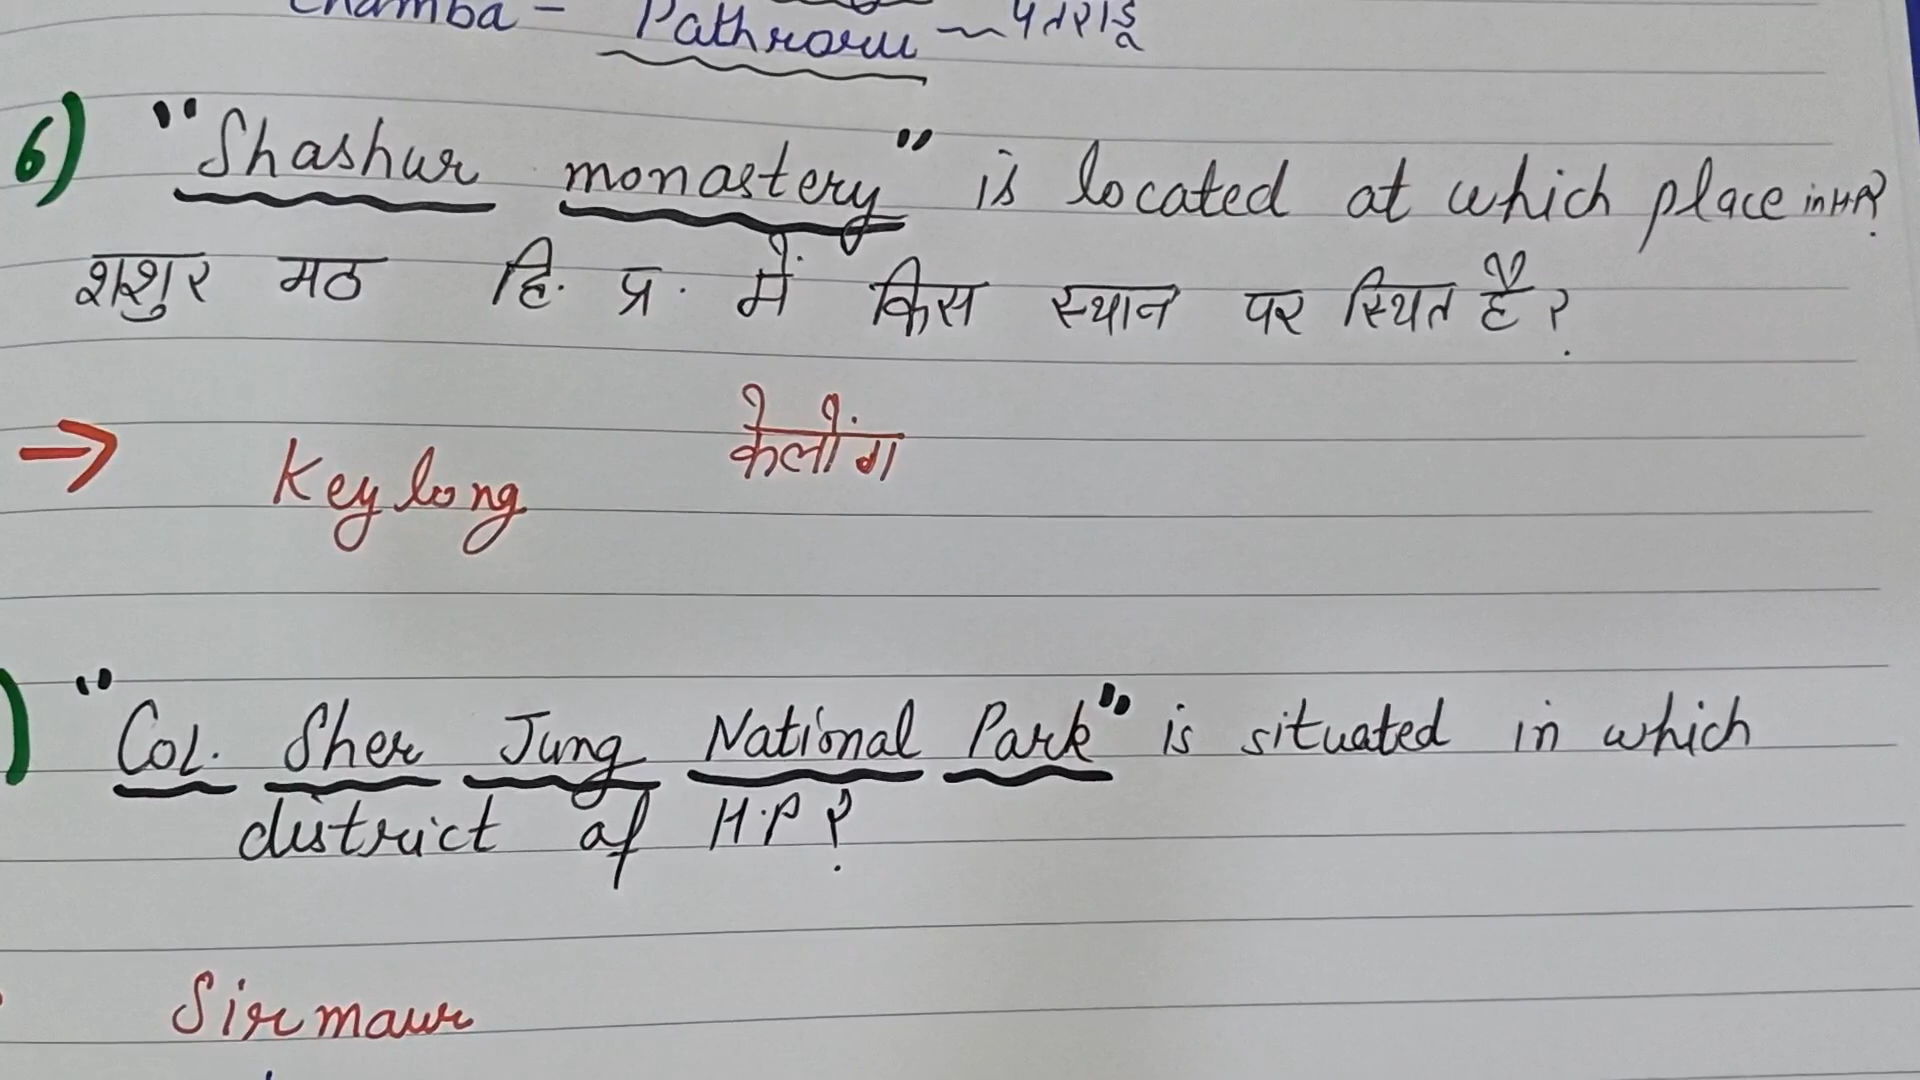 Chamba - Pathroru ~ पतराडू
6) "Shashur monastery" is located at which place in H.P?
शशुर मठ हि. प्र. में किस स्थान पर स्थित है ?
→ Keylong केलोंग
) "Col. Sher Jung National Park" is situated in which
district of H.P?
Sirmaur